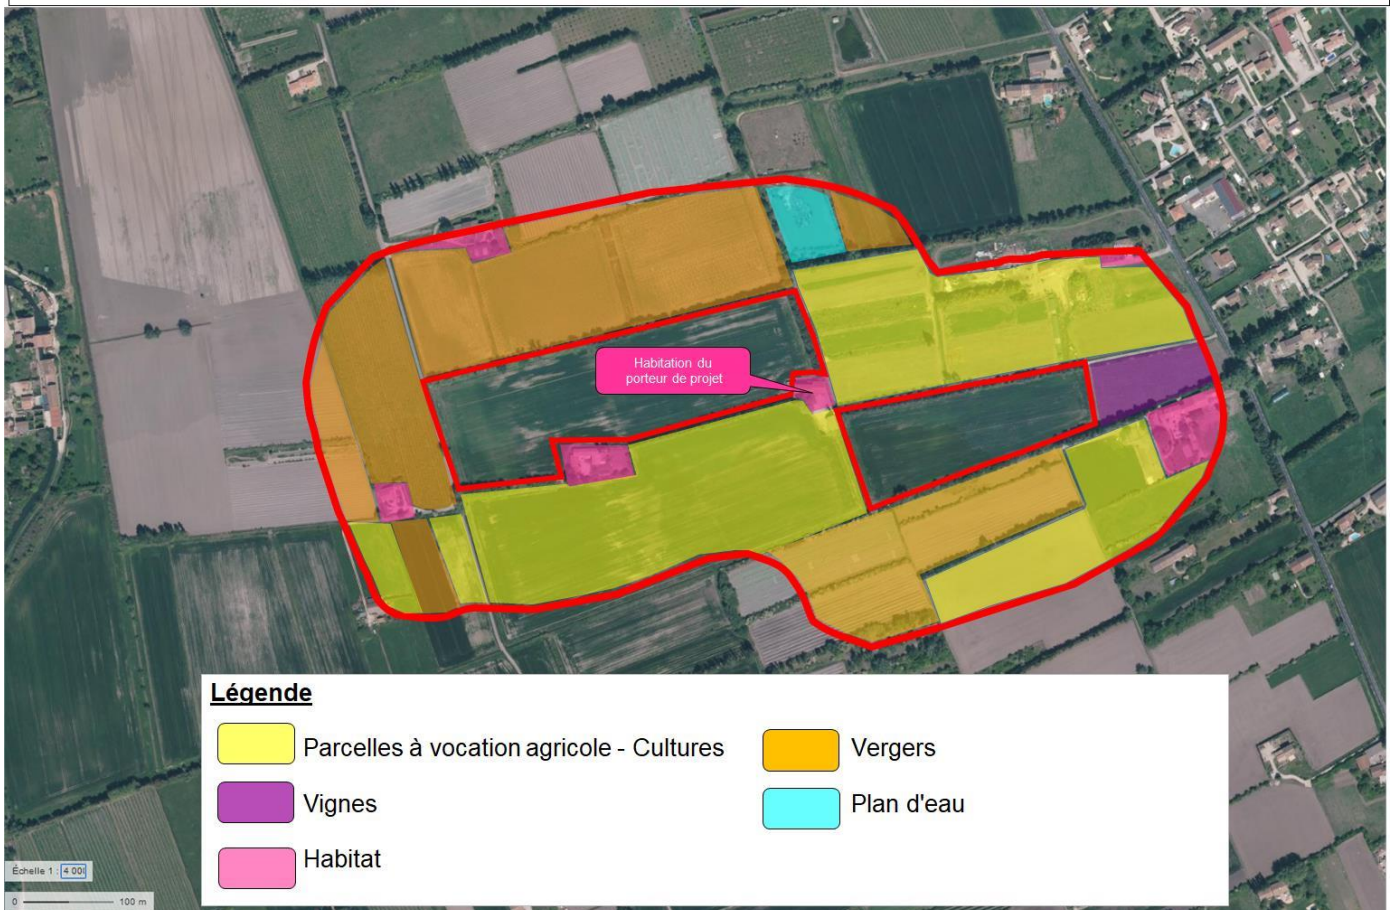 Habitation du
porteur de projet
Légende
Parcelles à vocation agricole - Cultures
Vergers
Vignes
Plan d'eau
Habitat
Échelle 1 : 4 00
0 100 m